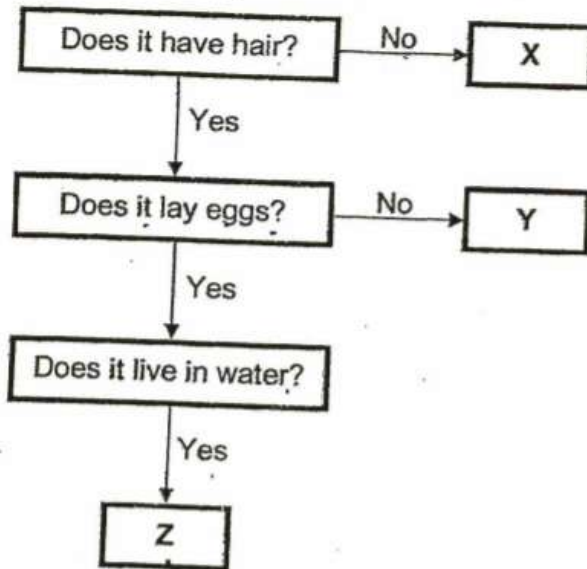 Does it have hair?
No
X
Yes
Does it lay eggs?
No
Y
Yes
Does it live in water?
Yes
Z